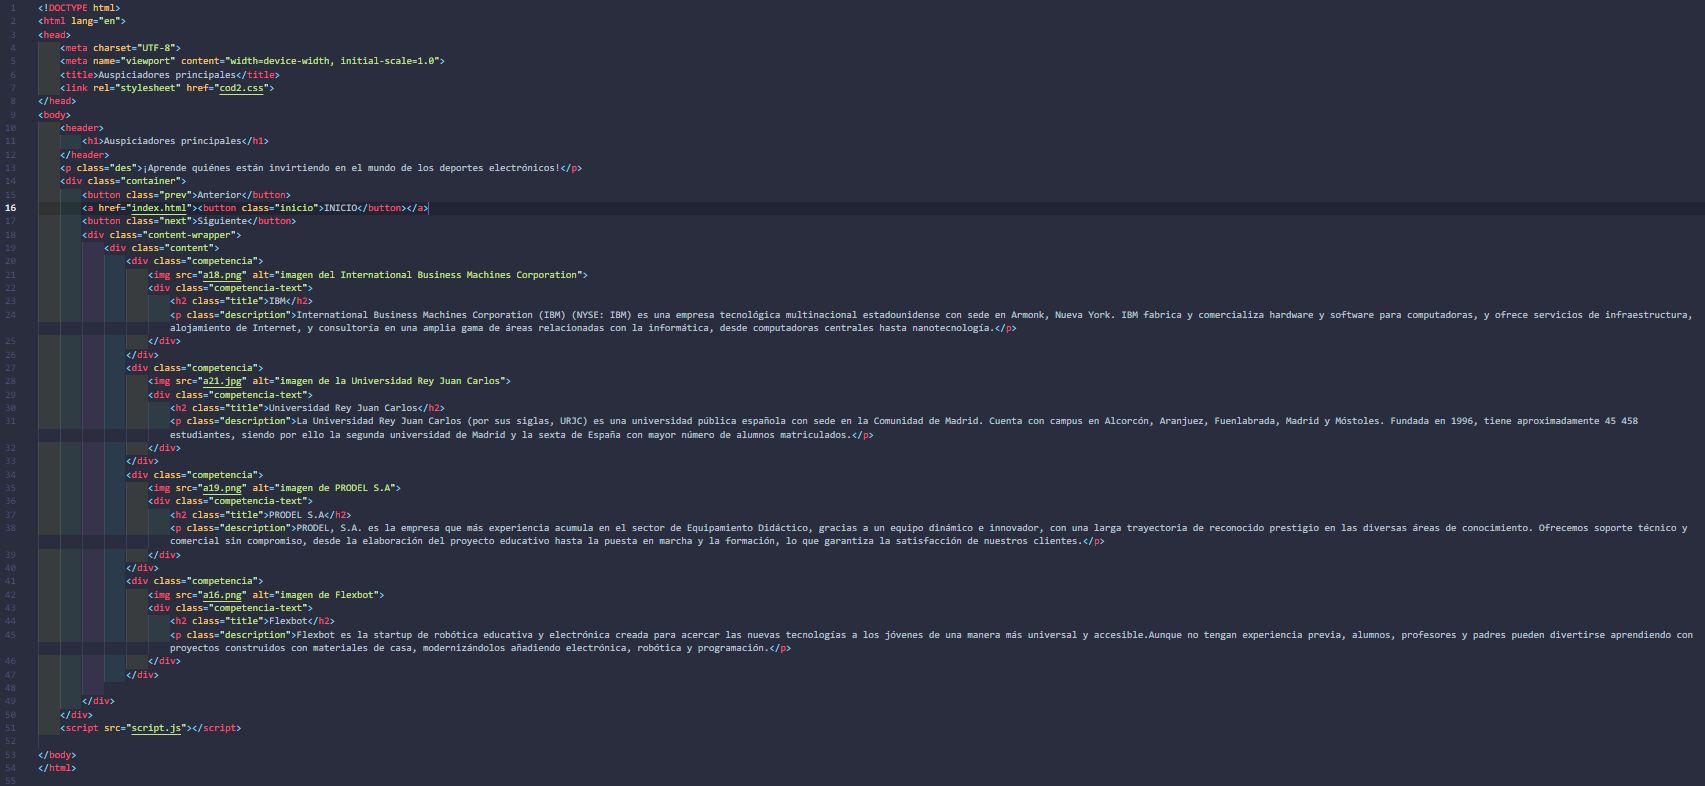 1 <!DOCTYPE html>
2 <html lang="en">
3 <head>
4 <meta charset="UTF-8">
5 <meta name="viewport" content="width=device-width, initial-scale=1.0">
6 <title>Auspiciadores principales</title>
7 <link rel="stylesheet" href="cod2.css">
8 </head>
9 <body>
10 <header>
11 <h1>Auspiciadores principales</h1>
12 </header>
13 <p class="des">¡Aprende quiénes están invirtiendo en el mundo de los deportes electrónicos!</p>
14 <div class="container">
15 <button class="prev">Anterior</button>
16 <a href="index.html"><button class="inicio">INICIO</button></a>
17 <button class="next">Siguiente</button>
18 <div class="content-wrapper">
19 <div class="content">
20 <div class="competencia">
21 <img src="a18.png" alt="imagen del International Business Machines Corporation">
22 <div class="competencia-text">
23 <h2 class="title">IBM</h2>
24 <p class="description">International Business Machines Corporation (IBM) (NYSE: IBM) es una empresa tecnológica multinacional estadounidense con sede en Armonk, Nueva York. IBM fabrica y comercializa hardware y software para computadoras, y ofrece servicios de infraestructura,
alojamiento de Internet, y consultoría en una amplia gama de áreas relacionadas con la informática, desde computadoras centrales hasta nanotecnología.</p>
25 </div>
26 </div>
27 <div class="competencia">
28 <img src="a21.jpg" alt="imagen de la Universidad Rey Juan Carlos">
29 <div class="competencia-text">
30 <h2 class="title">Universidad Rey Juan Carlos</h2>
31 <p class="description">La Universidad Rey Juan Carlos (por sus siglas, URJC) es una universidad pública española con sede en la Comunidad de Madrid. Cuenta con campus en Alcorcón, Aranjuez, Fuenlabrada, Madrid y Móstoles. Fundada en 1996, tiene aproximadamente 45 458
estudiantes, siendo por ello la segunda universidad de Madrid y la sexta de España con mayor número de alumnos matriculados.</p>
32 </div>
33 </div>
34 <div class="competencia">
35 <img src="a19.png" alt="imagen de PRODEL S.A">
36 <div class="competencia-text">
37 <h2 class="title">PRODEL S.A</h2>
38 <p class="description">PRODEL, S.A. es la empresa que más experiencia acumula en el sector de Equipamiento Didáctico, gracias a un equipo dinámico e innovador, con una larga trayectoria de reconocido prestigio en las diversas áreas de conocimiento. Ofrecemos soporte técnico y
comercial sin compromiso, desde la elaboración del proyecto educativo hasta la puesta en marcha y la formación, lo que garantiza la satisfacción de nuestros clientes.</p>
39 </div>
40 </div>
41 <div class="competencia">
42 <img src="a16.png" alt="imagen de Flexbot">
43 <div class="competencia-text">
44 <h2 class="title">Flexbot</h2>
45 <p class="description">Flexbot es la startup de robótica educativa y electrónica creada para acercar las nuevas tecnologías a los jóvenes de una manera más universal y accesible.Aunque no tengan experiencia previa, alumnos, profesores y padres pueden divertirse aprendiendo con
proyectos construidos con materiales de casa, modernizándolos añadiendo electrónica, robótica y programación.</p>
46 </div>
47 </div>
48
49 </div>
50 </div>
51 <script src="script.js"></script>
52
53 </body>
54 </html>
55